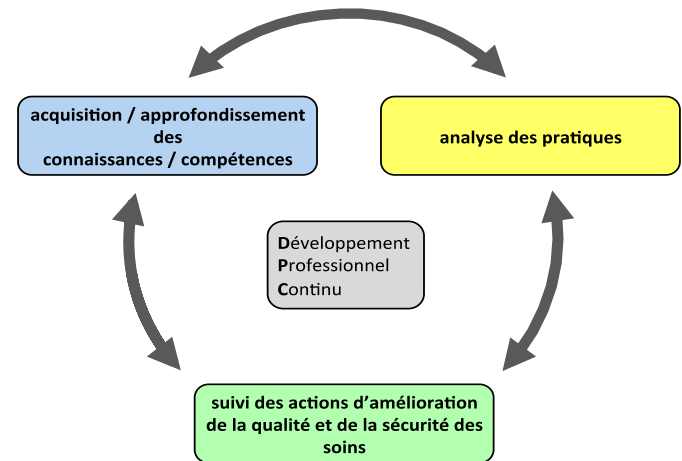 acquisition / approfondissement
des
connaissances / compétences
analyse des pratiques
Développement
Professionnel
Continu
suivi des actions d’amélioration
de la qualité et de la sécurité des
soins